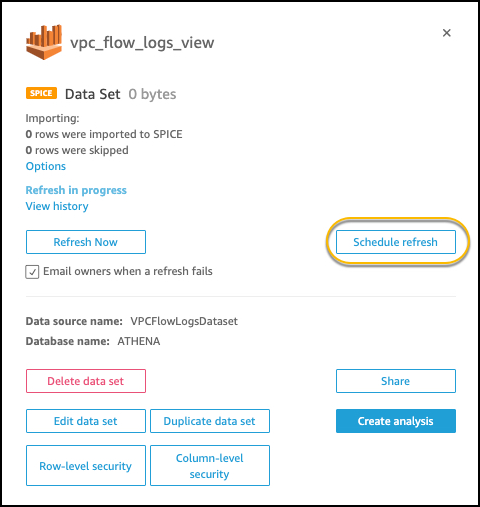 vpc_flow_logs_view
SPICE Data Set 0 bytes
Importing:
0 rows were imported to SPICE
0 rows were skipped
Options
Refresh in progress
View history
Refresh Now Schedule refresh
Email owners when a refresh fails
Data source name: VPCFlowLogsDataset
Database name: ATHENA
Delete data set Share
Edit data set Duplicate data set Create analysis
Row-level security Column-level
security